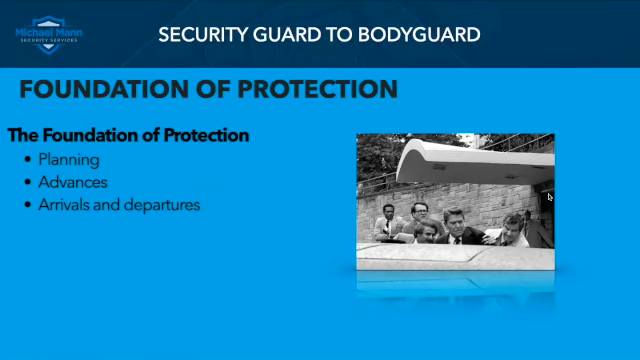 Michael Mann
SECURITY SERVICES
SECURITY GUARD TO BODYGUARD
FOUNDATION OF PROTECTION
The Foundation of Protection
• Planning
• Advances
• Arrivals and departures